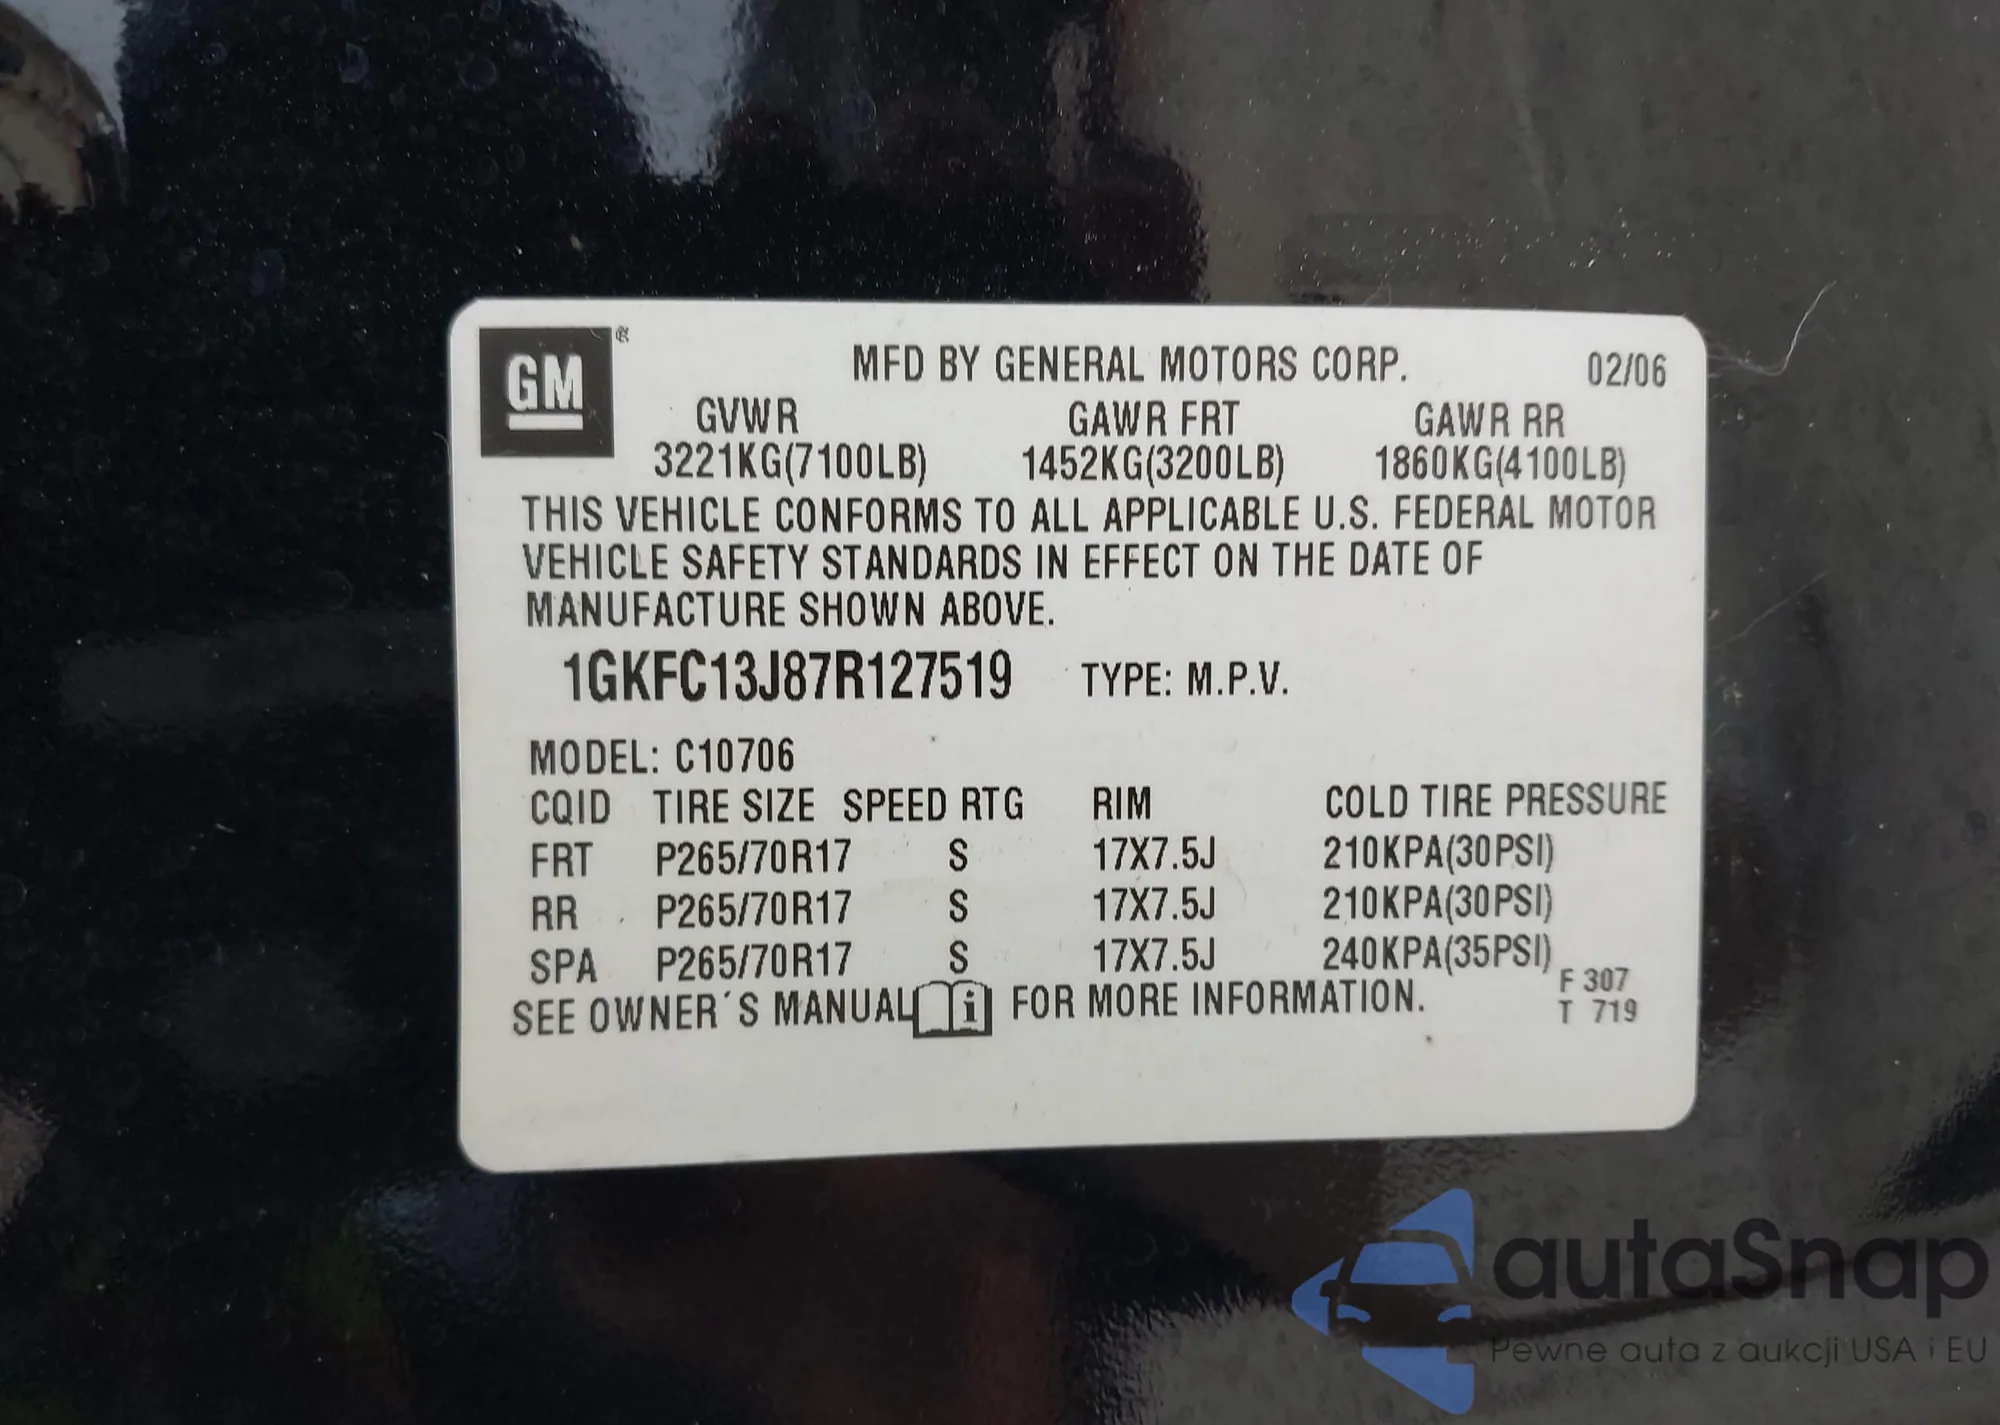 GM
®
MFD BY GENERAL MOTORS CORP. 02/06
GVWR GAWR FRT GAWR RR
3221KG(7100LB) 1452KG(3200LB) 1860KG(4100LB)
THIS VEHICLE CONFORMS TO ALL APPLICABLE U.S. FEDERAL MOTOR
VEHICLE SAFETY STANDARDS IN EFFECT ON THE DATE OF
MANUFACTURE SHOWN ABOVE.
1GKFC13J87R127519 TYPE: M.P.V.
MODEL: C10706
CQID TIRE SIZE SPEED RTG RIM COLD TIRE PRESSURE
FRT P265/70R17 S 17X7.5J 210KPA(30PSI)
RR P265/70R17 S 17X7.5J 210KPA(30PSI)
SPA P265/70R17 S 17X7.5J 240KPA(35PSI)
SEE OWNER´S MANUAL i FOR MORE INFORMATION.
F 307
T 719
autaSnap
Pewne auta z aukcji USA i EU